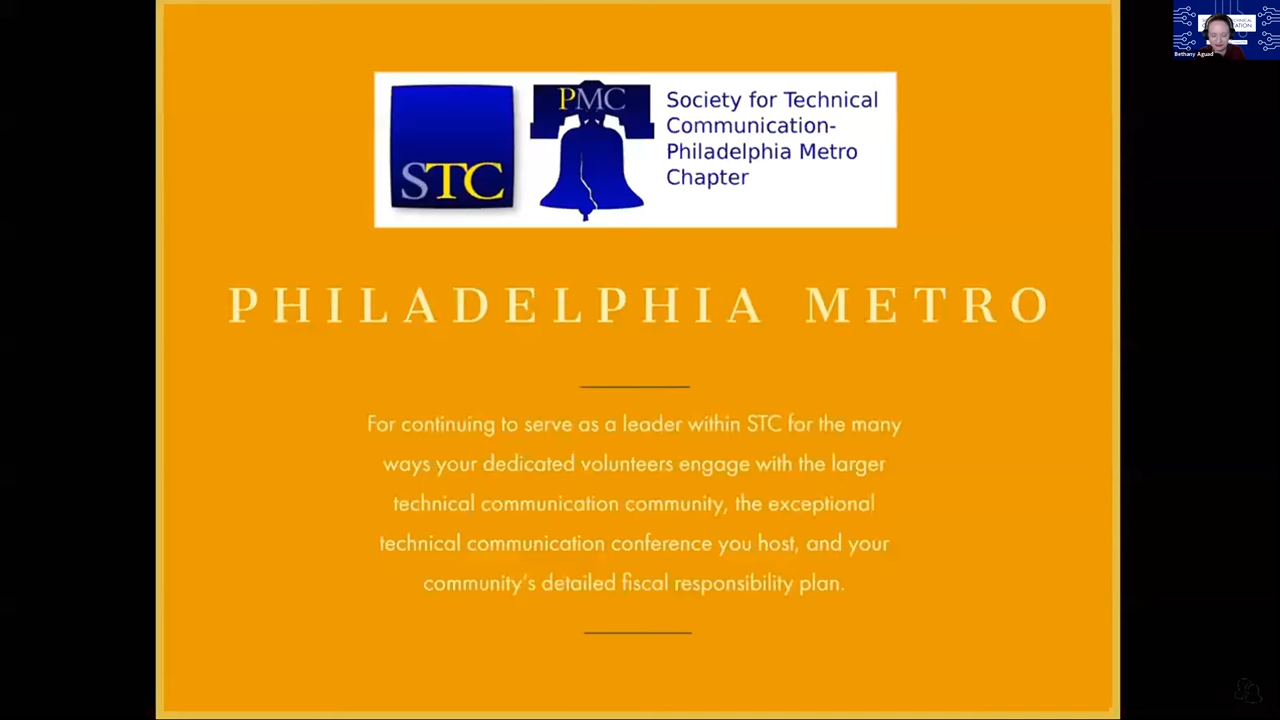 STC
PMC
Society for Technical
Communication-
Philadelphia Metro
Chapter
PHILADELPHIA METRO
For continuing to serve as a leader within STC for the many
ways your dedicated volunteers engage with the larger
technical communication community, the exceptional
technical communication conference you host, and your
community's detailed fiscal responsibility plan.
Bethany Aguad